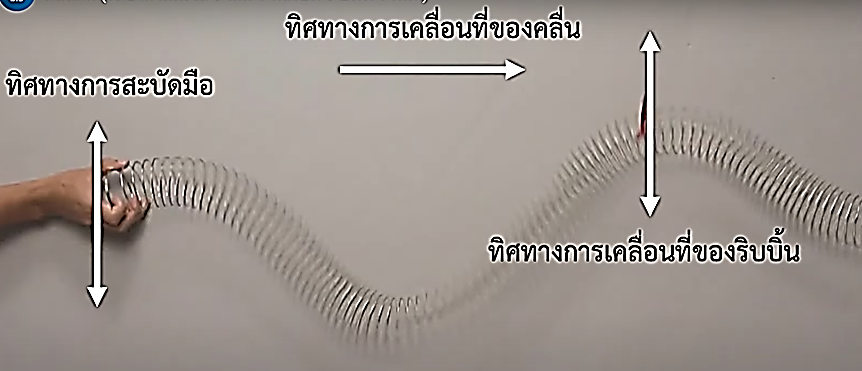 ทิศทางการเคลื่อนที่ของคลื่น
ทิศทางการสะบัดมือ
ทิศทางการเคลื่อนที่ของริบบิ้น